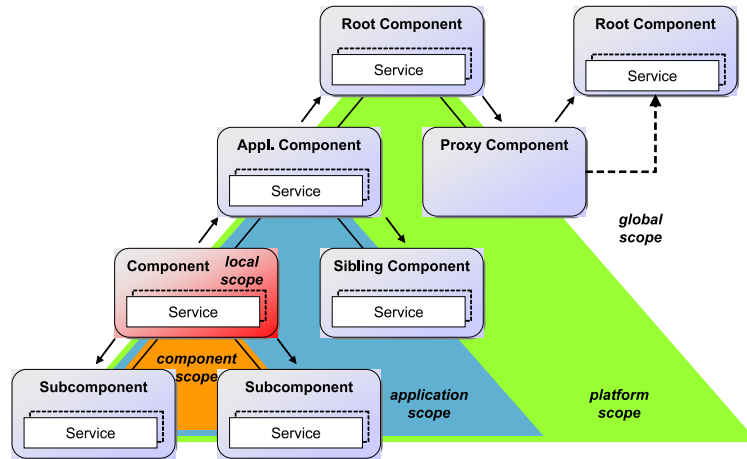 Root Component
Service
Root Component
Service
Appl. Component
Service
Proxy Component
global
scope
Component
local
scope
Service
Sibling Component
Service
component
scope
Subcomponent
Service
Subcomponent
Service
application
scope
platform
scope